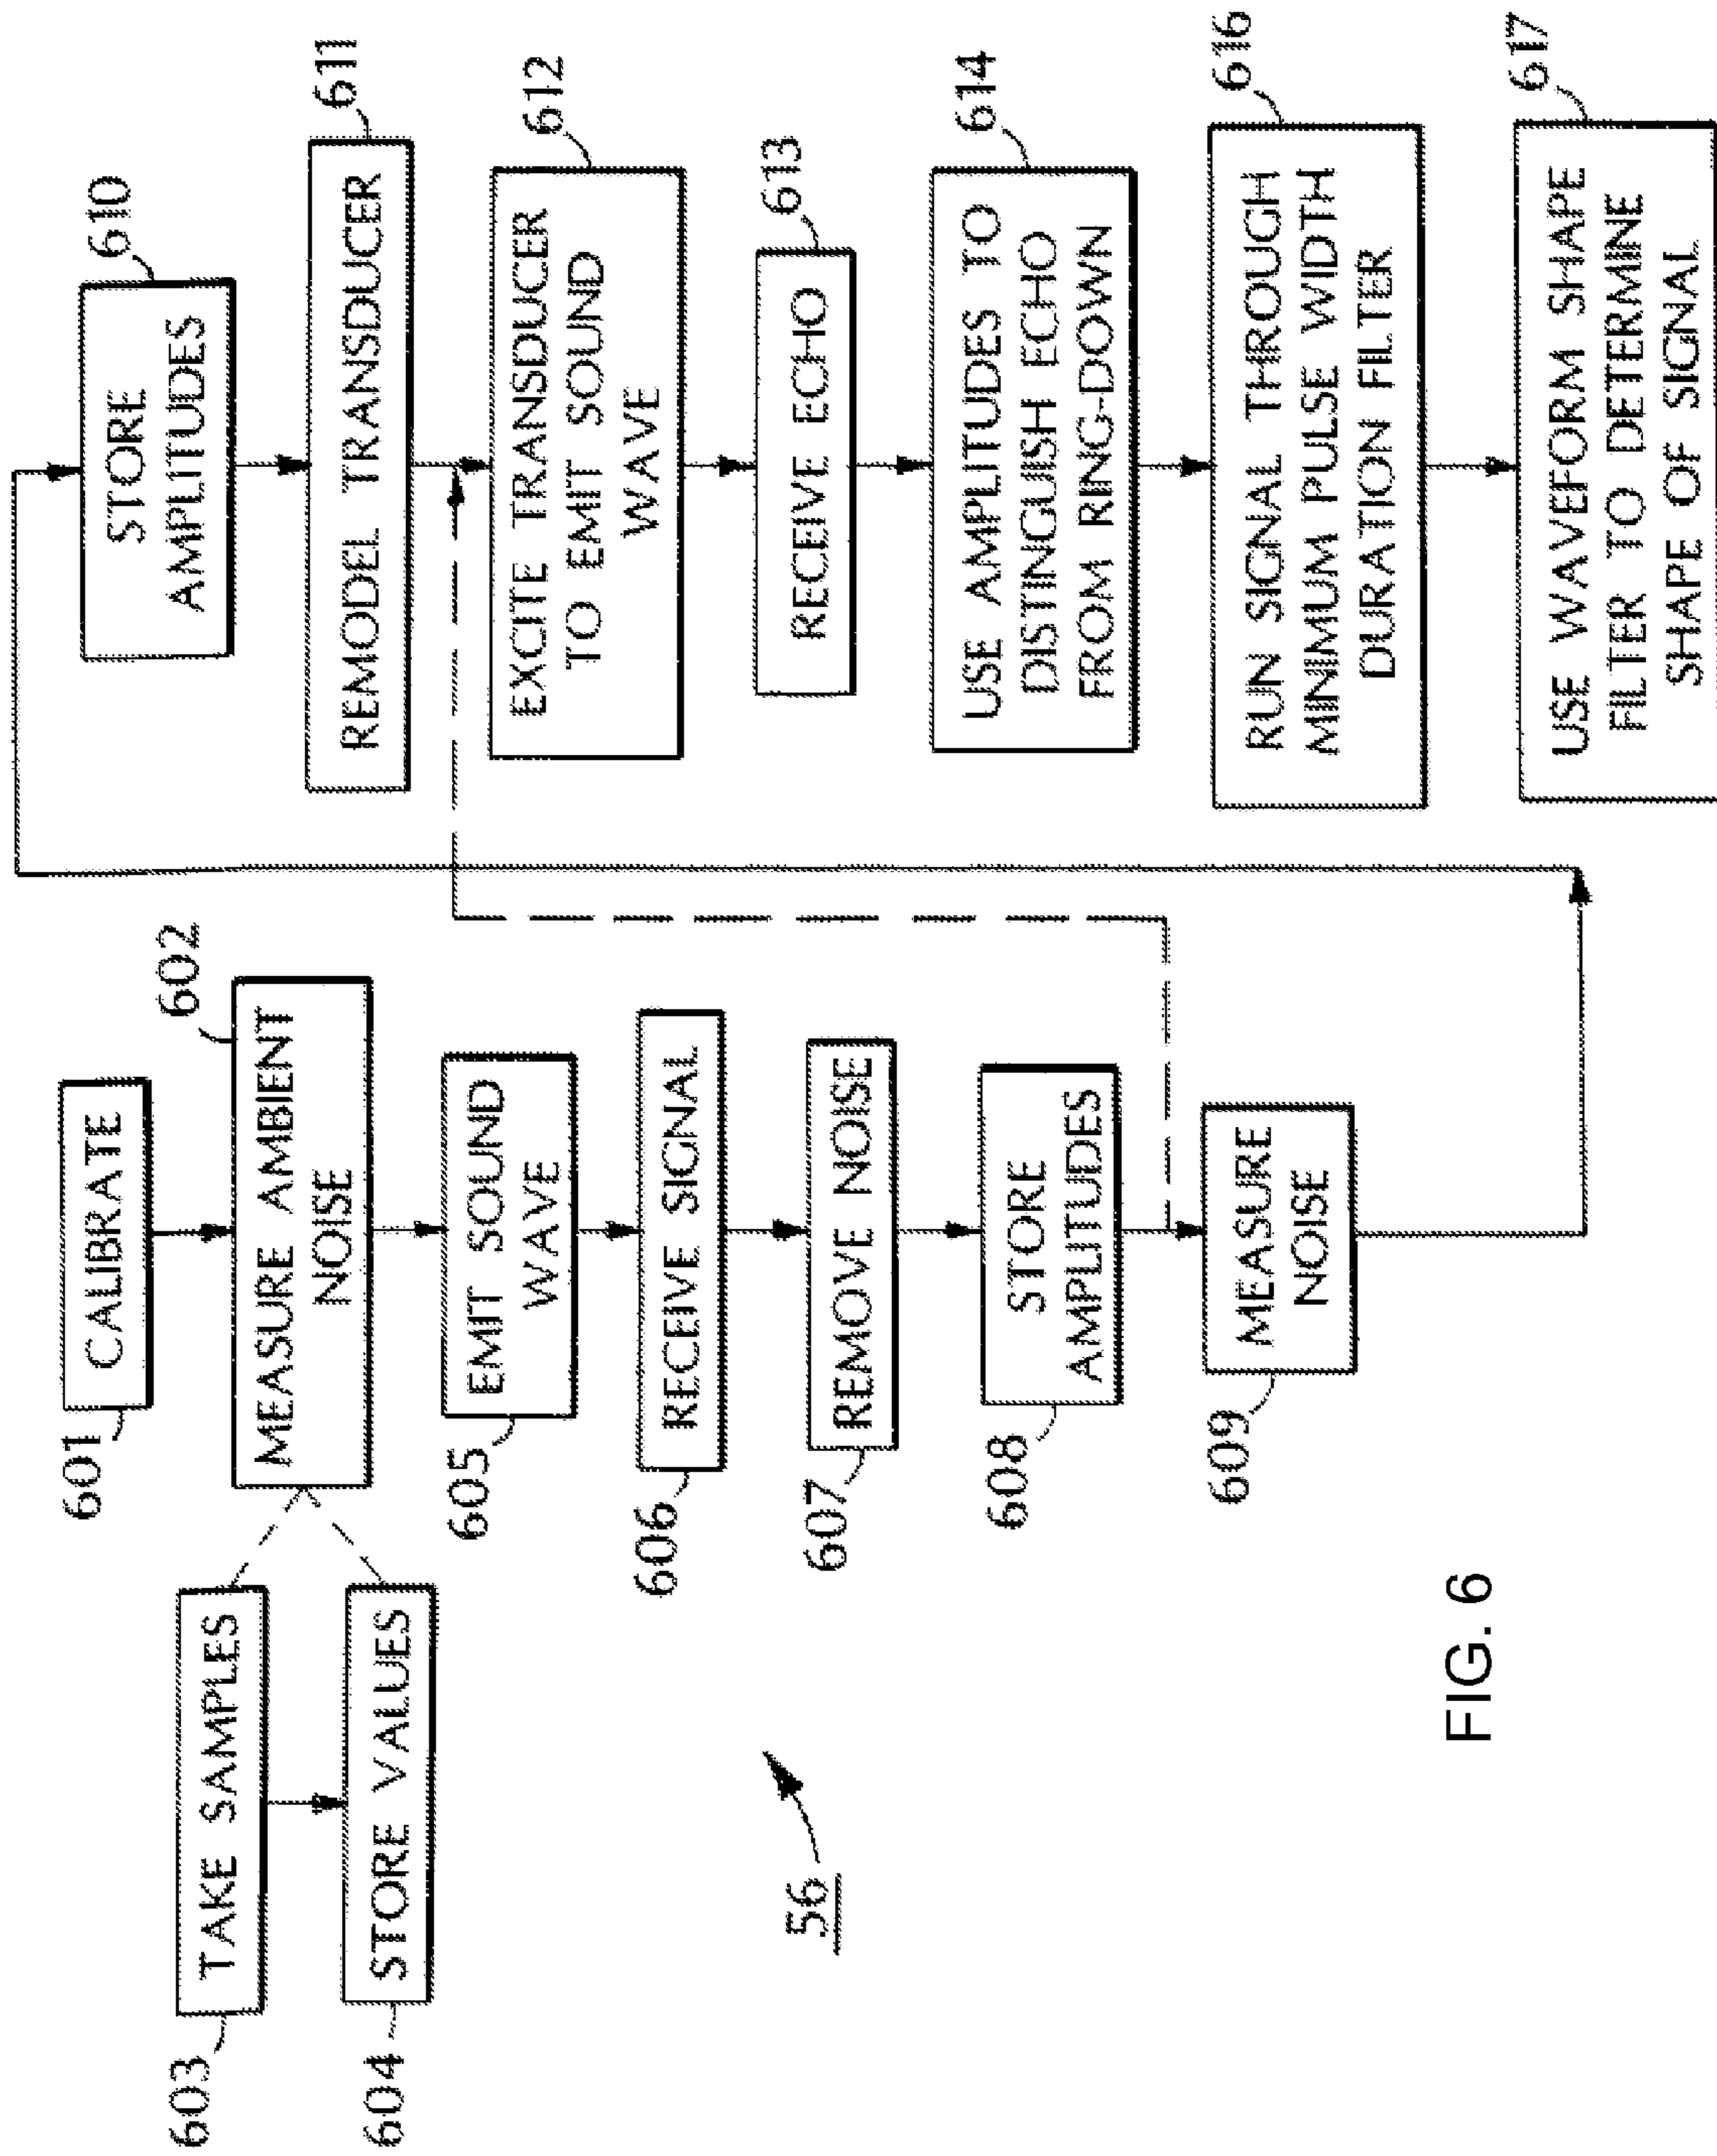 601
CALIBRATE
602
MEASURE AMBIENT
NOISE
603
TAKE SAMPLES
604
STORE VALUES
605
EMIT SOUND
WAVE
606
RECEIVE SIGNAL
607
REMOVE NOISE
608
STORE
AMPLITUDES
609
MEASURE
NOISE
610
STORE
AMPLITUDES
611
REMODEL TRANSDUCER
612
EXCITE TRANSDUCER
TO EMIT SOUND
WAVE
613
RECEIVE ECHO
614
USE AMPLITUDES TO
DISTINGUISH ECHO
FROM RING-DOWN
616
RUN SIGNAL THROUGH
MINIMUM PULSE WIDTH
DURATION FILTER
617
USE WAVEFORM SHAPE
FILTER TO DETERMINE
SHAPE OF SIGNAL
56
FIG. 6